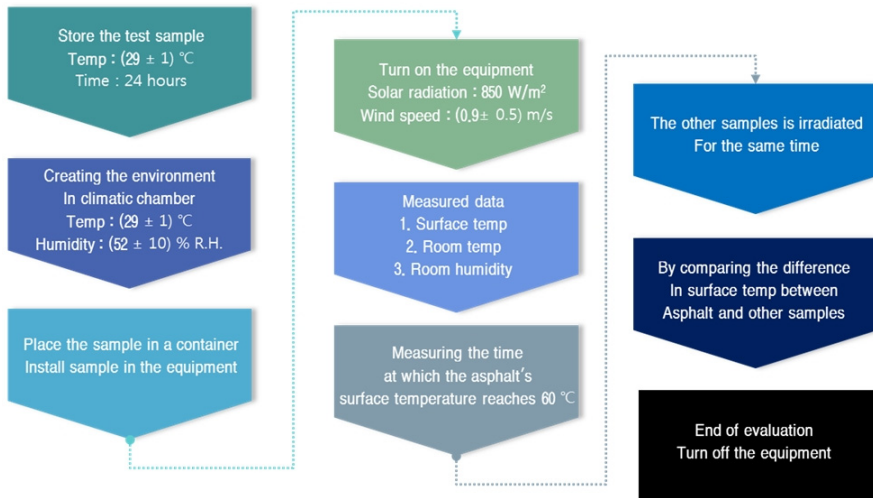 Store the test sample
Temp : (29 ± 1) ℃
Time : 24 hours
Creating the environment
In climatic chamber
Temp : (29 ± 1) ℃
Humidity : (52 ± 10) % R.H.
Place the sample in a container
Install sample in the equipment
Turn on the equipment
Solar radiation : 850 W/m²
Wind speed : (0.9± 0.5) m/s
Measured data
1. Surface temp
2. Room temp
3. Room humidity
Measuring the time
at which the asphalt's
surface temperature reaches 60 ℃
The other samples is irradiated
For the same time
By comparing the difference
In surface temp between
Asphalt and other samples
End of evaluation
Turn off the equipment